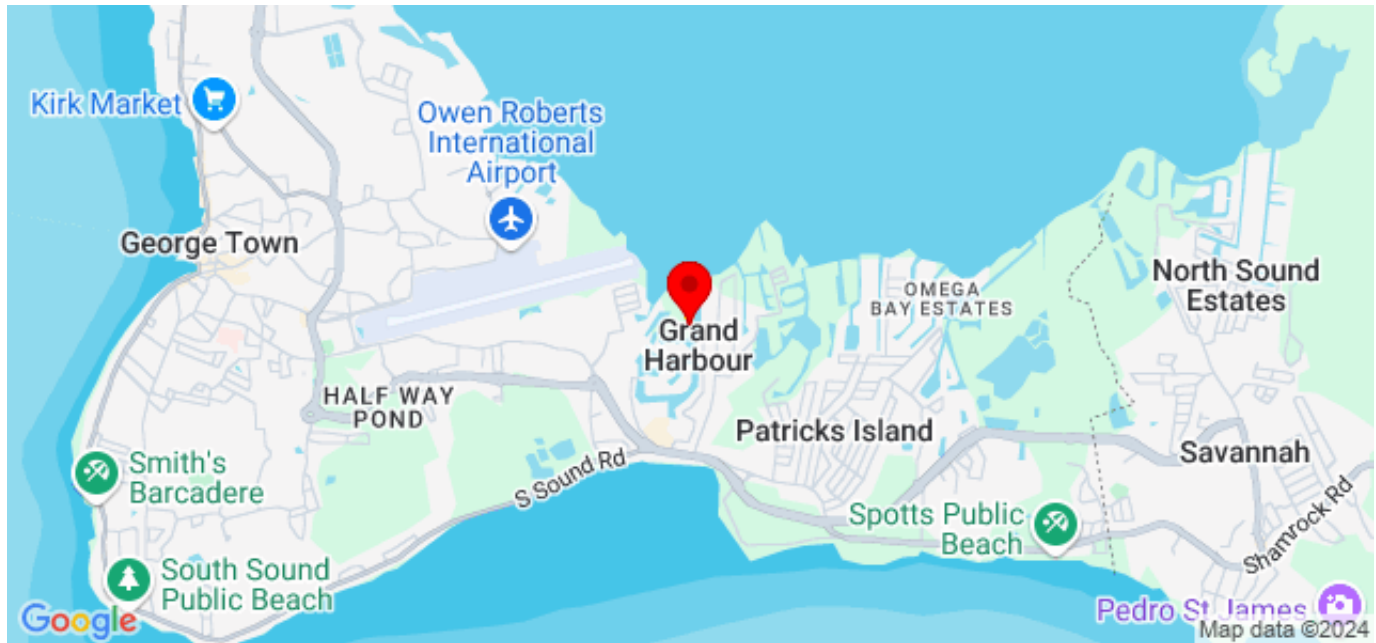 Kirk Market
Owen Roberts
International
Airport
George Town
Grand
Harbour
OMEGA
BAY ESTATES
North Sound
Estates
HALF WAY
POND
Patricks Island
Savannah
Smith's
Barcadere
S Sound Rd
Spotts Public
Beach
Shamrock Rd
South Sound
Public Beach
Pedro St James
Google
Map data ©2024